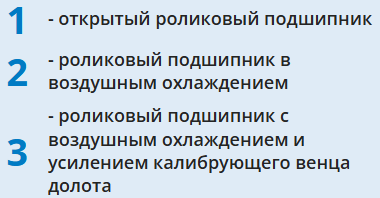 1 - открытый роликовый подшипник
2 - роликовый подшипник в
воздушным охлаждением
3 - роликовый подшипник с
воздушным охлаждением и
усилением калибрующего венца
долота